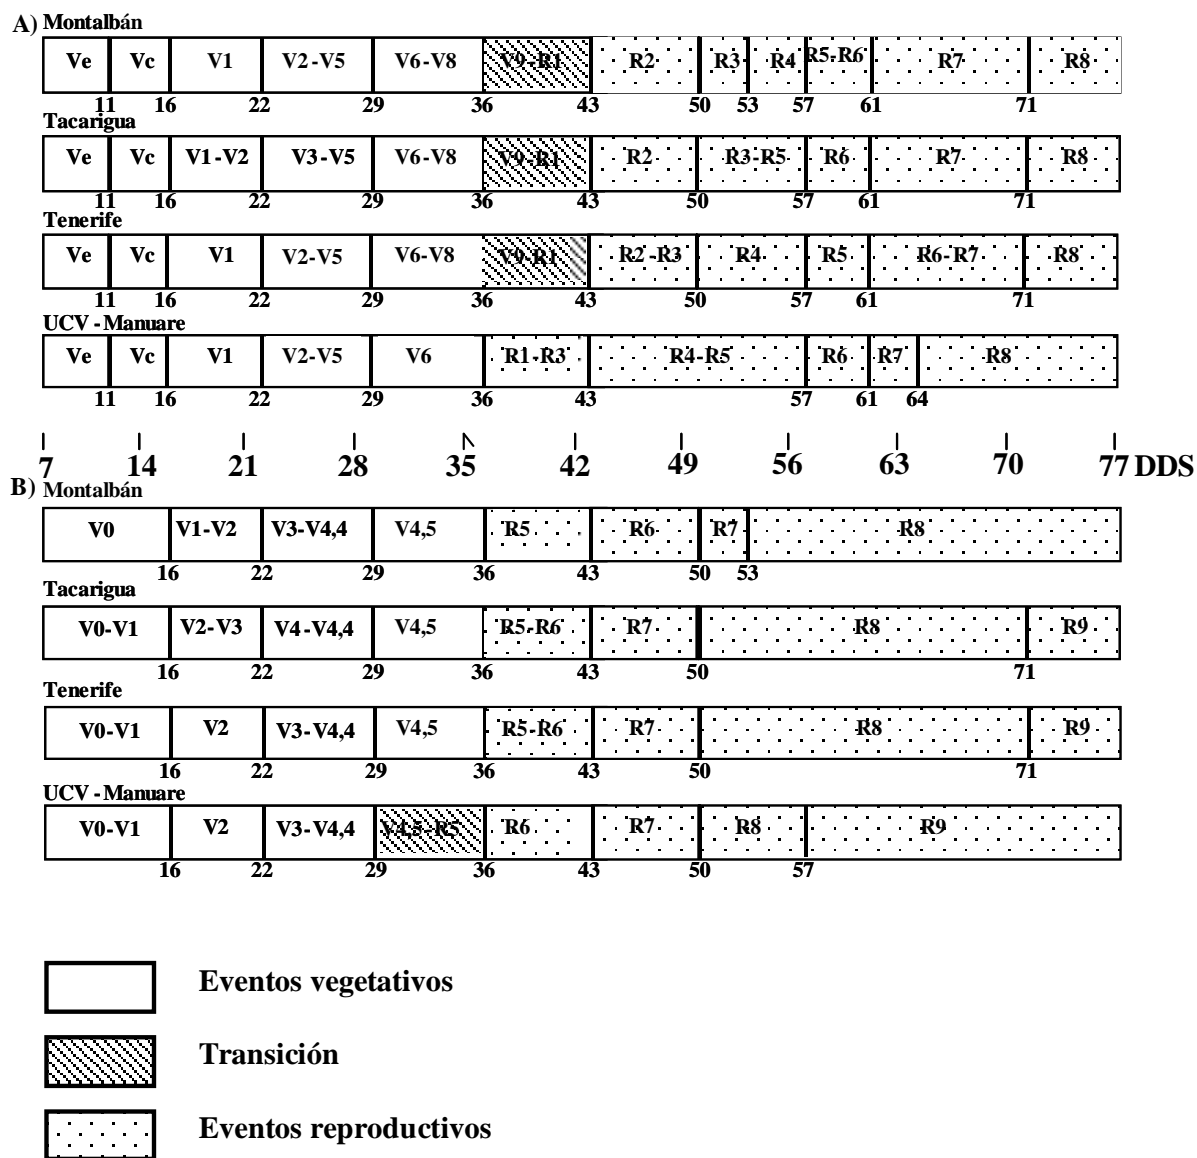 A) Montalbán
Ve Vc V1 V2-V5 V6-V8 V9-R1 R2 R3 R4 R5-R6 R7 R8
11 16 22 29 36 43 50 53 57 61 71
Tacarigua
Ve Vc V1-V2 V3-V5 V6-V8 V9-R1 R2 R3-R5 R6 R7 R8
11 16 22 29 36 43 50 57 61 71
Tenerife
Ve Vc V1 V2-V5 V6-V8 V9-R1 R2-R3 R4 R5 R6-R7 R8
11 16 22 29 36 43 50 57 61 71
UCV - Manuare
Ve Vc V1 V2-V5 V6 R1-R3 R4-R5 R6 R7 R8
11 16 22 29 36 43 57 61 64
7 14 21 28 35 42 49 56 63 70 77 DDS
B) Montalbán
V0 V1-V2 V3-V4,4 V4,5 R5 R6 R7 R8
16 22 29 36 43 50 53
Tacarigua
V0-V1 V2-V3 V4-V4,4 V4,5 R5-R6 R7 R8 R9
16 22 29 36 43 50 71
Tenerife
V0-V1 V2 V3-V4,4 V4,5 R5-R6 R7 R8 R9
16 22 29 36 43 50 71
UCV - Manuare
V0-V1 V2 V3-V4,4 V4,5-R5 R6 R7 R8 R9
16 22 29 36 43 50 57
Eventos vegetativos
Transición
Eventos reproductivos